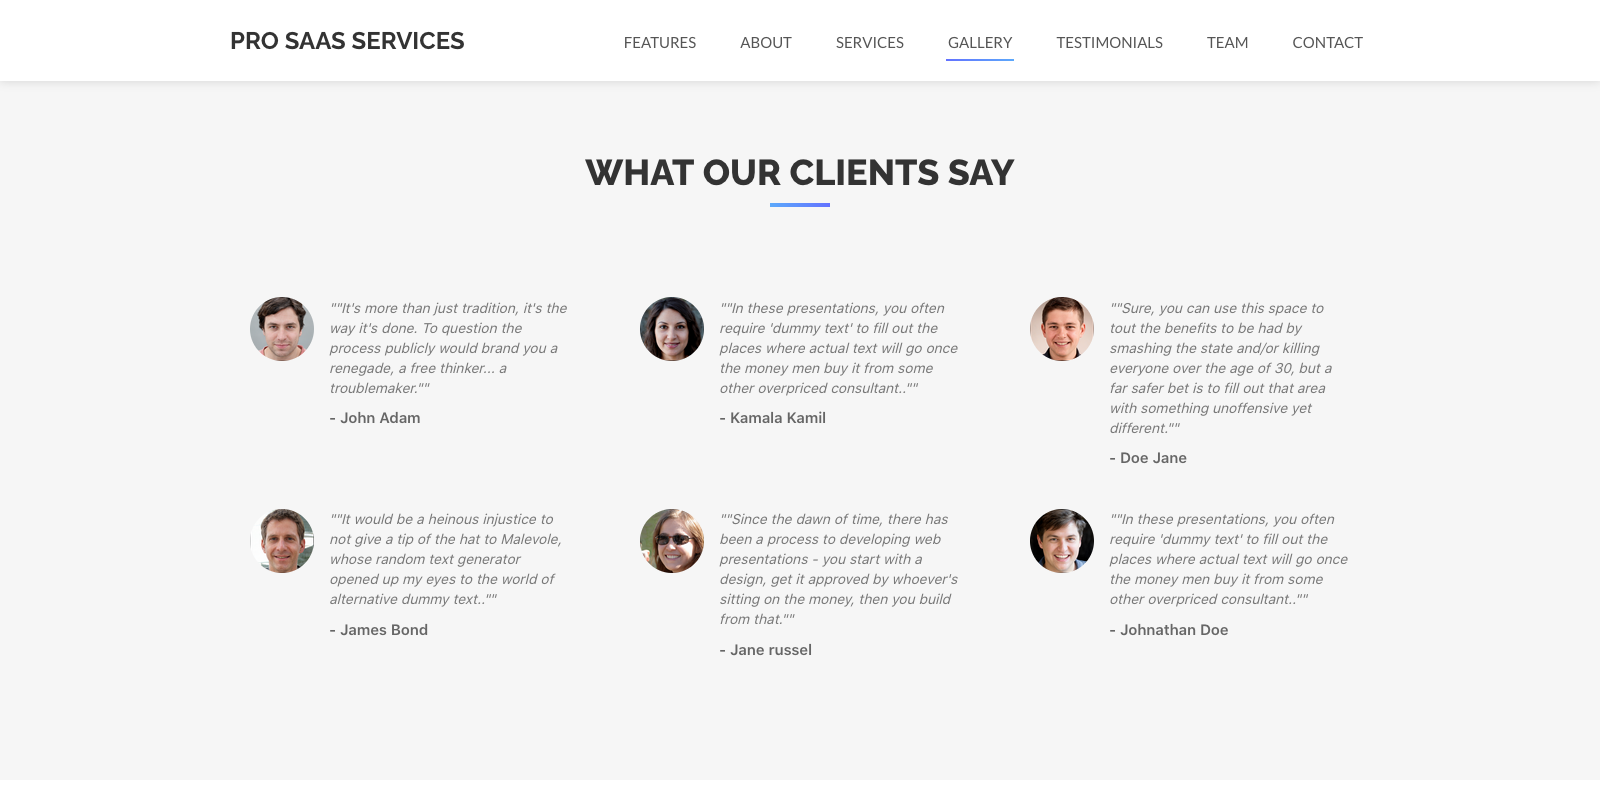 PRO SAAS SERVICES
FEATURES ABOUT SERVICES GALLERY TESTIMONIALS TEAM CONTACT
WHAT OUR CLIENTS SAY
""It's more than just tradition, it's the
way it's done. To question the
process publicly would brand you a
renegade, a free thinker... a
troublemaker.""
- John Adam
""In these presentations, you often
require 'dummy text' to fill out the
places where actual text will go once
the money men buy it from some
other overpriced consultant..""
- Kamala Kamil
""Sure, you can use this space to
tout the benefits to be had by
smashing the state and/or killing
everyone over the age of 30, but a
far safer bet is to fill out that area
with something unoffensive yet
different.""
- Doe Jane
""It would be a heinous injustice to
not give a tip of the hat to Malevole,
whose random text generator
opened up my eyes to the world of
alternative dummy text..""
- James Bond
""Since the dawn of time, there has
been a process to developing web
presentations - you start with a
design, get it approved by whoever's
sitting on the money, then you build
from that.""
- Jane russel
""In these presentations, you often
require 'dummy text' to fill out the
places where actual text will go once
the money men buy it from some
other overpriced consultant..""
- Johnathan Doe